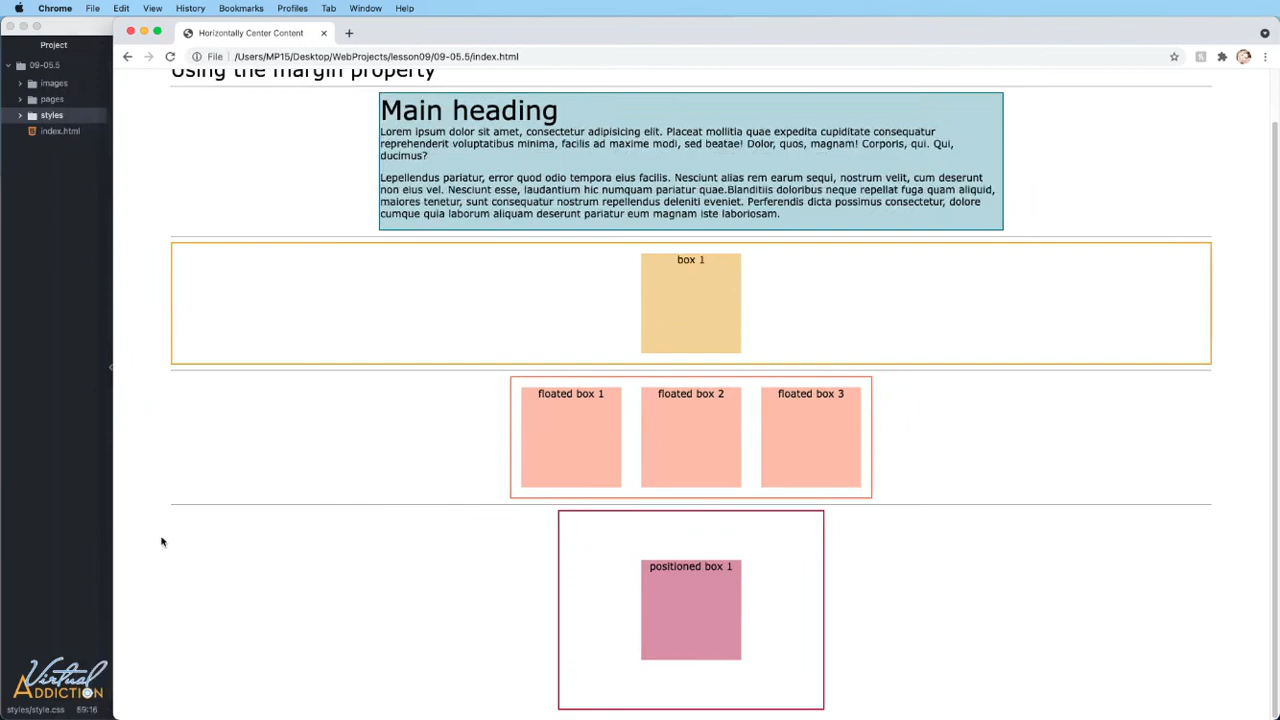 Chrome File Edit View History Bookmarks Profiles Tab Window Help
Project
09-05.5
images
pages
styles
index.html
Horizontally Center Content
File /Users/MP15/Desktop/WebProjects/lesson09/09-05.5/index.html
Using the margin property
Main heading
Lorem ipsum dolor sit amet, consectetur adipisicing elit. Placeat mollitia quae expedita cupiditate consequatur
reprehenderit voluptatibus minima, facilis ad maxime modi, sed beatae! Dolor, quos, magnam! Corporis, qui. Qui,
ducimus?
Lepellendus pariatur, error quod odio tempora eius facilis. Nesciunt alias rem earum sequi, nostrum velit, cum deserunt
non eius vel. Nesciunt esse, laudantium hic numquam pariatur quae.Blanditiis doloribus neque repellat fuga quam aliquid,
maiores tenetur, sunt consequatur nostrum repellendus deleniti eveniet. Perferendis dicta possimus consectetur, dolore
cumque quia laborum aliquam deserunt pariatur eum magnam iste laboriosam.
box 1
floated box 1 floated box 2 floated box 3
positioned box 1
Virtual
ADDICTION
styles/style.css 59:16